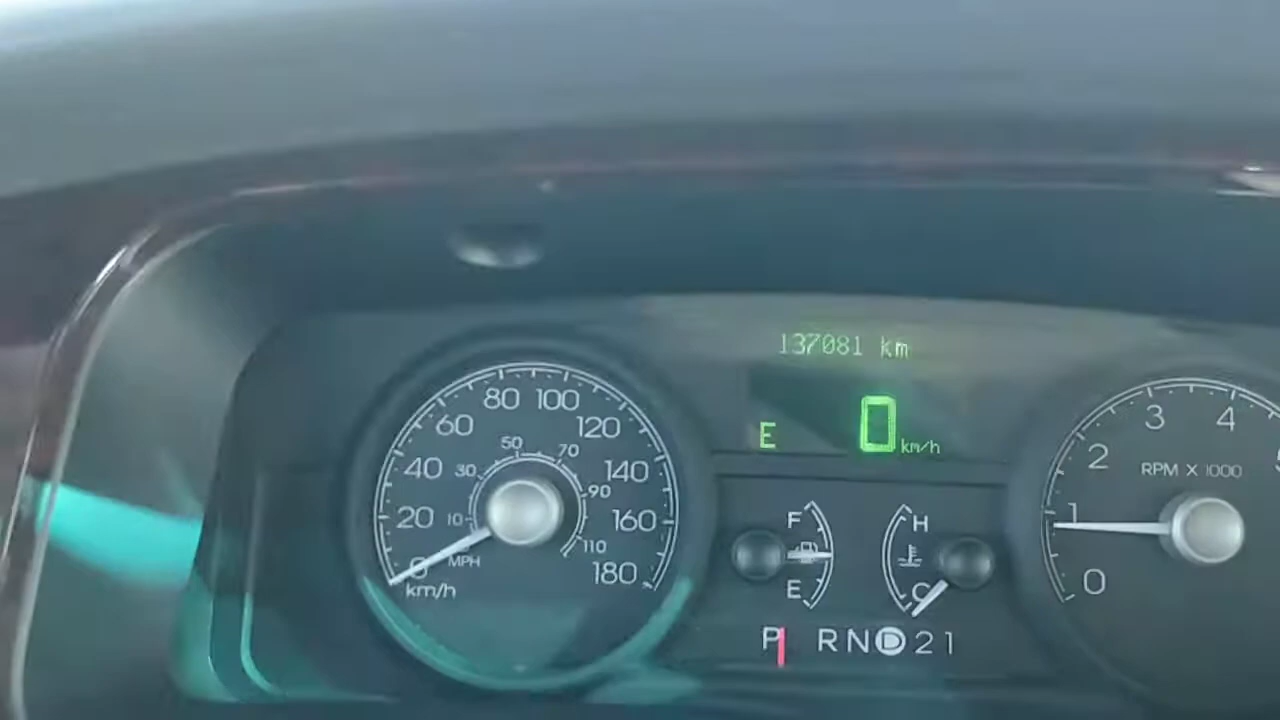 137081 km
E 0 km/h
0 20 40 60 80 100 120 140 160 180
km/h
10 30 50 70 90 110
MPH
F
E
H
C
0 1 2 3 4
RPM X 1000
P R N D 2 1